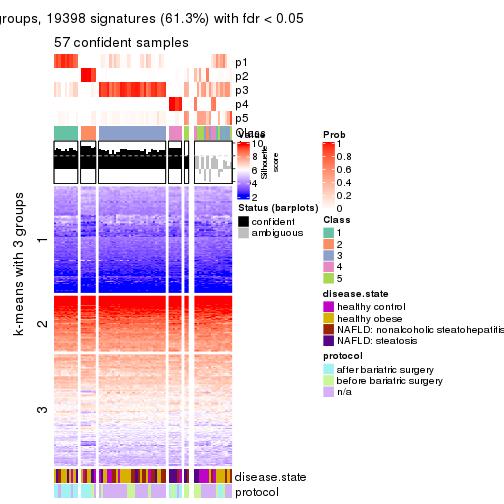 groups, 19398 signatures (61.3%) with fdr < 0.05
57 confident samples
p1
p2
p3
p4
p5
Class
k-means with 3 groups
1
2
3
value
10
8
6
4
2
Silhouette
score
Status (barplots)
confident
ambiguous
Prob
1
0.8
0.6
0.4
0.2
0
Class
1
2
3
4
5
disease.state
healthy control
healthy obese
NAFLD: nonalcoholic steatohepatitis
NAFLD: steatosis
protocol
after bariatric surgery
before bariatric surgery
n/a
disease.state
protocol